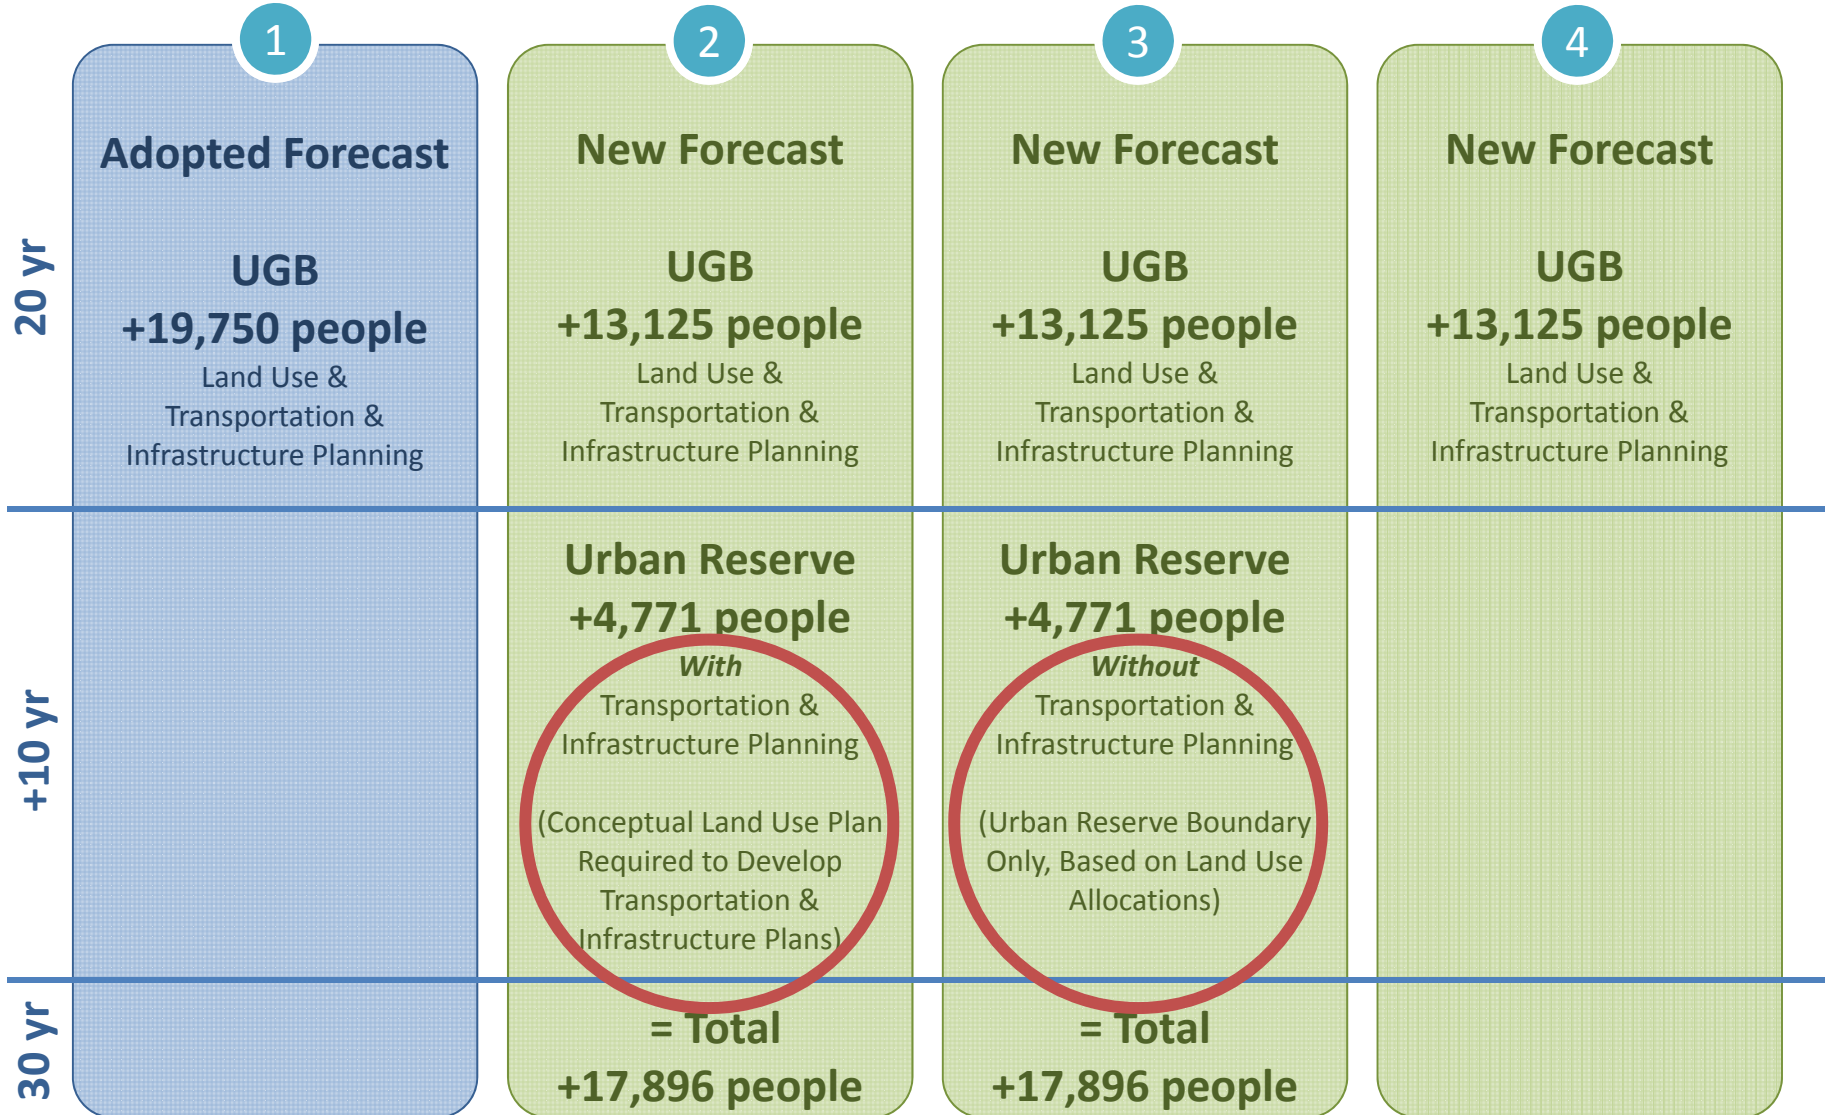 1
Adopted Forecast
UGB
+19,750 people
Land Use &
Transportation &
Infrastructure Planning
2
New Forecast
UGB
+13,125 people
Land Use &
Transportation &
Infrastructure Planning
Urban Reserve
+4,771 people
With
Transportation &
Infrastructure Planning
(Conceptual Land Use Plan
Required to Develop
Transportation &
Infrastructure Plans)
= Total
+17,896 people
3
New Forecast
UGB
+13,125 people
Land Use &
Transportation &
Infrastructure Planning
Urban Reserve
+4,771 people
Without
Transportation &
Infrastructure Planning
(Urban Reserve Boundary
Only, Based on Land Use
Allocations)
= Total
+17,896 people
4
New Forecast
UGB
+13,125 people
Land Use &
Transportation &
Infrastructure Planning
20 yr
+10 yr
30 yr